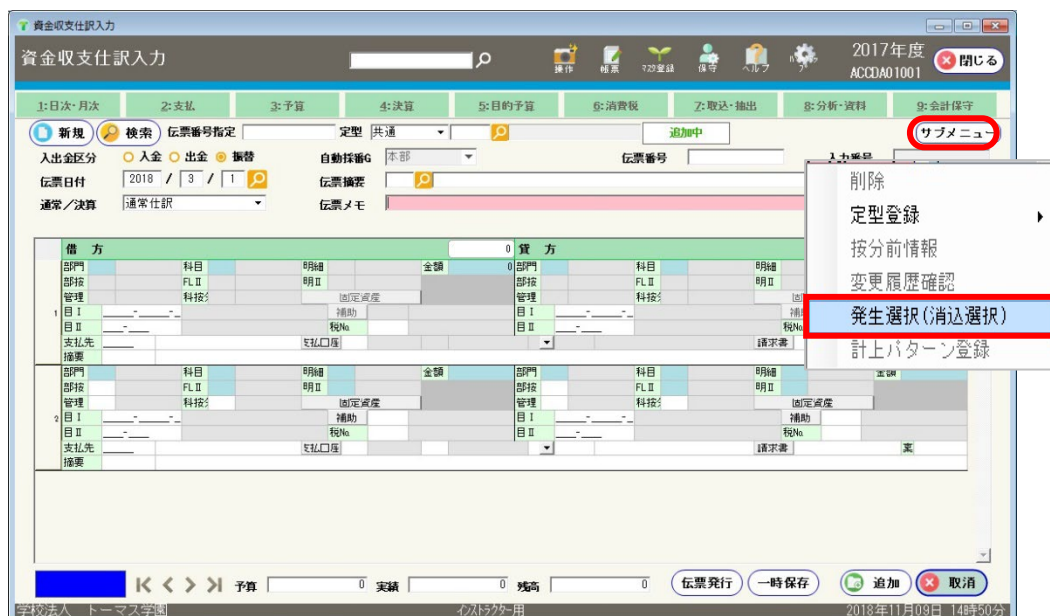 資金収支仕訳入力
資金収支仕訳入力
操作 帳票 マスタ登録 保守 ヘルプ
2017年度
ACCDA01001
閉じる
1:日次・月次 2:支払 3:予算 4:決算 5:目的予算 6:消費税 7:取込・抽出 8:分析・資料 9:会計保守
新規 検索 伝票番号指定 定型 共通 追加中 サブメニュー
入出金区分 入金 出金 振替 自動採番G 本部 伝票番号 入力番号
伝票日付 2018 / 3 / 1 伝票摘要
通常/決算 通常仕訳 伝票メモ
削除
定型登録
按分前情報
変更履歴確認
発生選択(消込選択)
計上パターン登録
借 方 0 貸 方
部門 科目 明細 金額 0 部門 科目 明細
部按 FLⅡ 明Ⅱ 部按 FLⅡ 明Ⅱ
管理 科按分 固定資産 管理 科按分
1 目Ⅰ 補助 目Ⅰ 補助
目Ⅱ 税No 目Ⅱ 税No
支払先 支払口座 請求書
摘要
部門 科目 明細 金額 部門 科目 明細 金額
部按 FLⅡ 明Ⅱ 部按 FLⅡ 明Ⅱ
管理 科按分 固定資産 管理 科按分 固定資産
2 目Ⅰ 補助 目Ⅰ 補助
目Ⅱ 税No 目Ⅱ 税No
支払先 支払口座 請求書 業
摘要
予算 0 実績 0 残高 0 伝票発行 一時保存 追加 取消
学校法人 トーマス学園 インストラクター用 2018年11月09日 14時50分